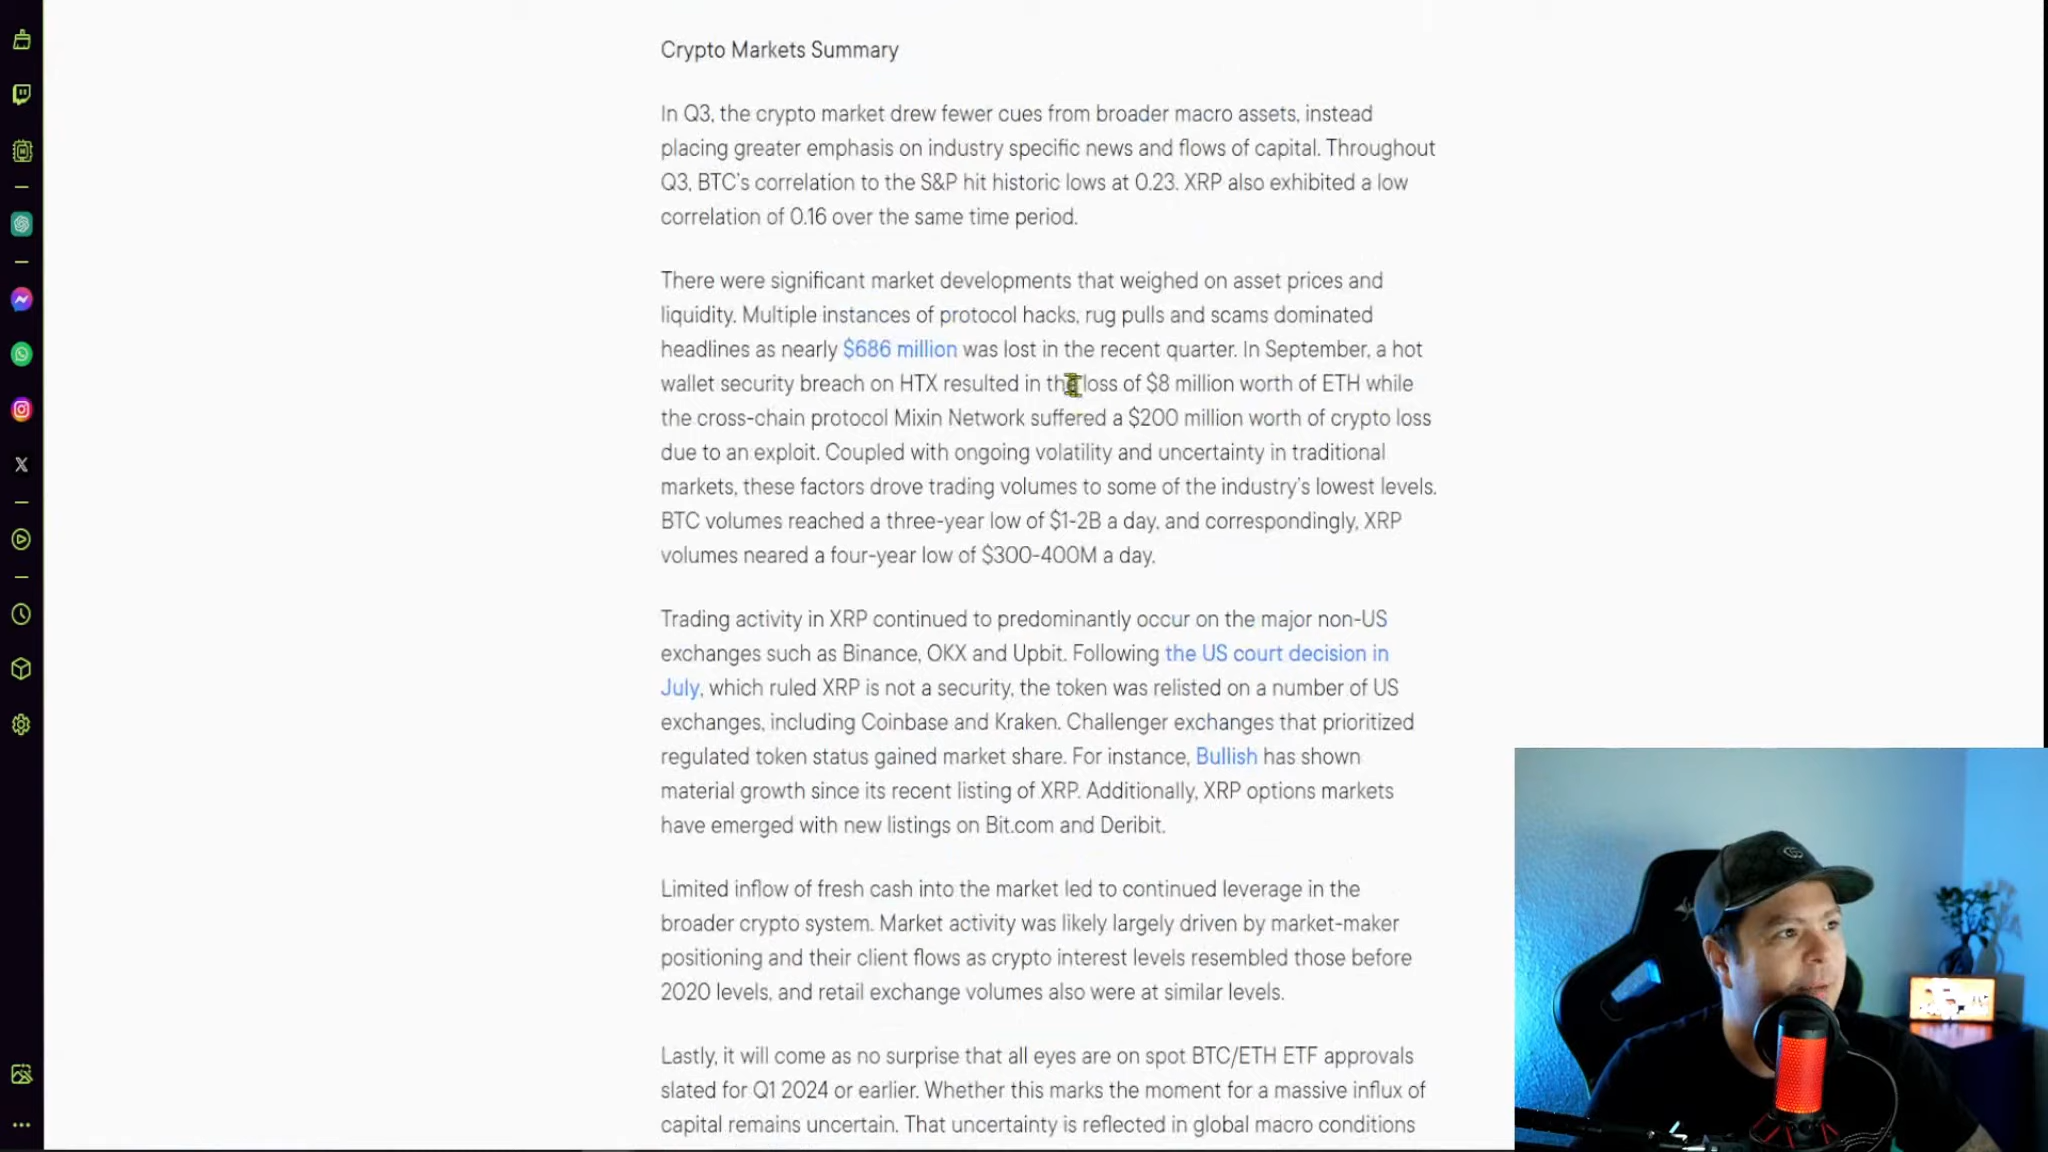 Crypto Markets Summary
In Q3, the crypto market drew fewer cues from broader macro assets, instead
placing greater emphasis on industry specific news and flows of capital. Throughout
Q3, BTC's correlation to the S&P hit historic lows at 0.23. XRP also exhibited a low
correlation of 0.16 over the same time period.
There were significant market developments that weighed on asset prices and
liquidity. Multiple instances of protocol hacks, rug pulls and scams dominated
headlines as nearly $686 million was lost in the recent quarter. In September, a hot
wallet security breach on HTX resulted in the loss of $8 million worth of ETH while
the cross-chain protocol Mixin Network suffered a $200 million worth of crypto loss
due to an exploit. Coupled with ongoing volatility and uncertainty in traditional
markets, these factors drove trading volumes to some of the industry's lowest levels.
BTC volumes reached a three-year low of $1-2B a day, and correspondingly, XRP
volumes neared a four-year low of $300-400M a day.
Trading activity in XRP continued to predominantly occur on the major non-US
exchanges such as Binance, OKX and Upbit. Following the US court decision in
July, which ruled XRP is not a security, the token was relisted on a number of US
exchanges, including Coinbase and Kraken. Challenger exchanges that prioritized
regulated token status gained market share. For instance, Bullish has shown
material growth since its recent listing of XRP. Additionally, XRP options markets
have emerged with new listings on Bit.com and Deribit.
Limited inflow of fresh cash into the market led to continued leverage in the
broader crypto system. Market activity was likely largely driven by market-maker
positioning and their client flows as crypto interest levels resembled those before
2020 levels, and retail exchange volumes also were at similar levels.
Lastly, it will come as no surprise that all eyes are on spot BTC/ETH ETF approvals
slated for Q1 2024 or earlier. Whether this marks the moment for a massive influx of
capital remains uncertain. That uncertainty is reflected in global macro conditions